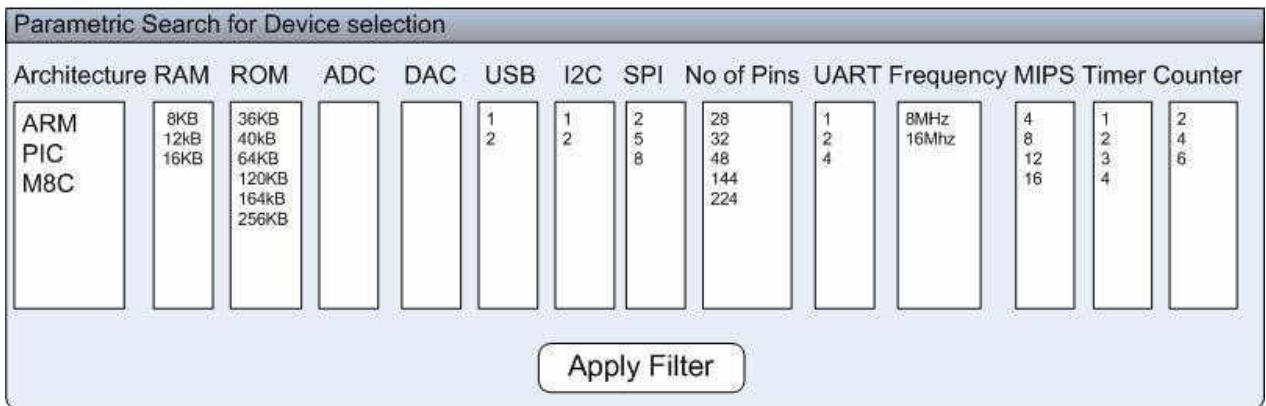 Parametric Search for Device selection
Architecture RAM ROM ADC DAC USB I2C SPI No of Pins UART Frequency MIPS Timer Counter
ARM
PIC
M8C
8KB
12kB
16KB
36KB
40kB
64KB
120KB
164kB
256KB
1
2
1
2
2
5
8
28
32
48
144
224
1
2
4
8MHz
16Mhz
4
8
12
16
1
2
3
4
2
4
6
Apply Filter